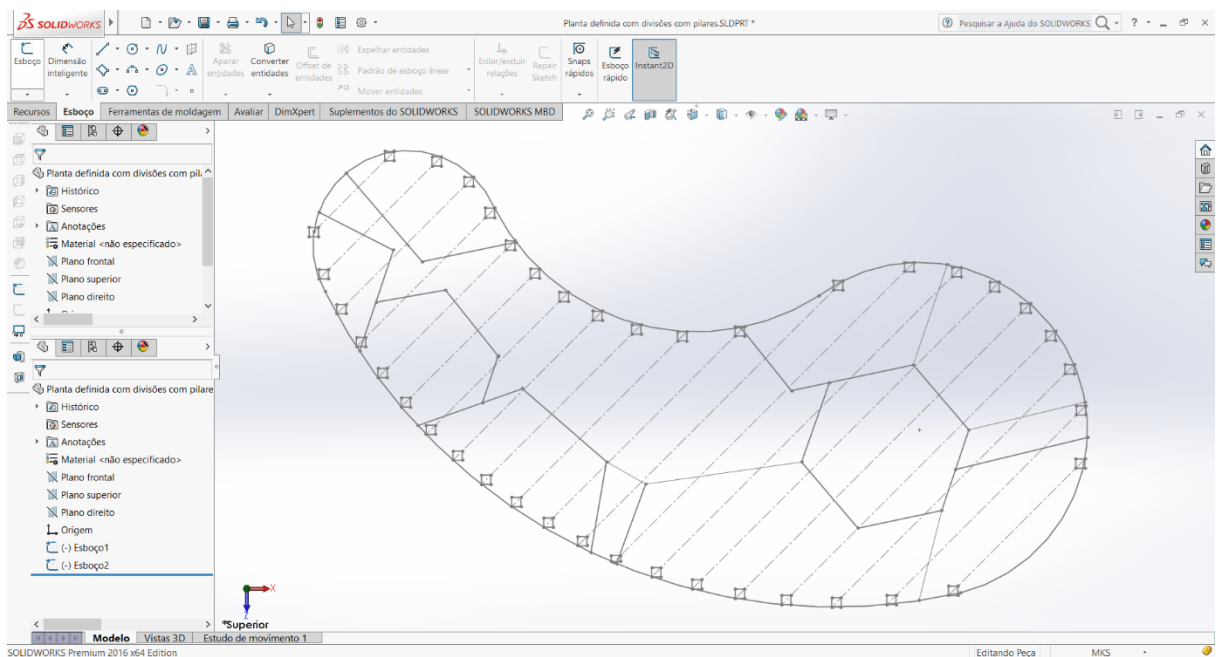 SOLIDWORKS
Planta definida com divisões com pilares.SLDPRT *
Pesquisar a Ajuda do SOLIDWORKS
Esboço
Dimensão inteligente
Aparar entidades
Converter entidades
Offset de entidades
Espelhar entidades
Padrão de esboço linear
Mover entidades
Exibir/excluir relações
Repair Sketch
Snaps rápidos
Esboço rápido
Instant2D
Recursos Esboço Ferramentas de moldagem Avaliar DimXpert Suplementos do SOLIDWORKS SOLIDWORKS MBD
Planta definida com divisões com pil
Histórico
Sensores
Anotações
Material <não especificado>
Plano frontal
Plano superior
Plano direito
Planta definida com divisões com pilare
Histórico
Sensores
Anotações
Material <não especificado>
Plano frontal
Plano superior
Plano direito
Origem
(-) Esboço1
(-) Esboço2
X
Z
*Superior
Modelo Vistas 3D Estudo de movimento 1
SOLIDWORKS Premium 2016 x64 Edition
Editando Peça
MKS